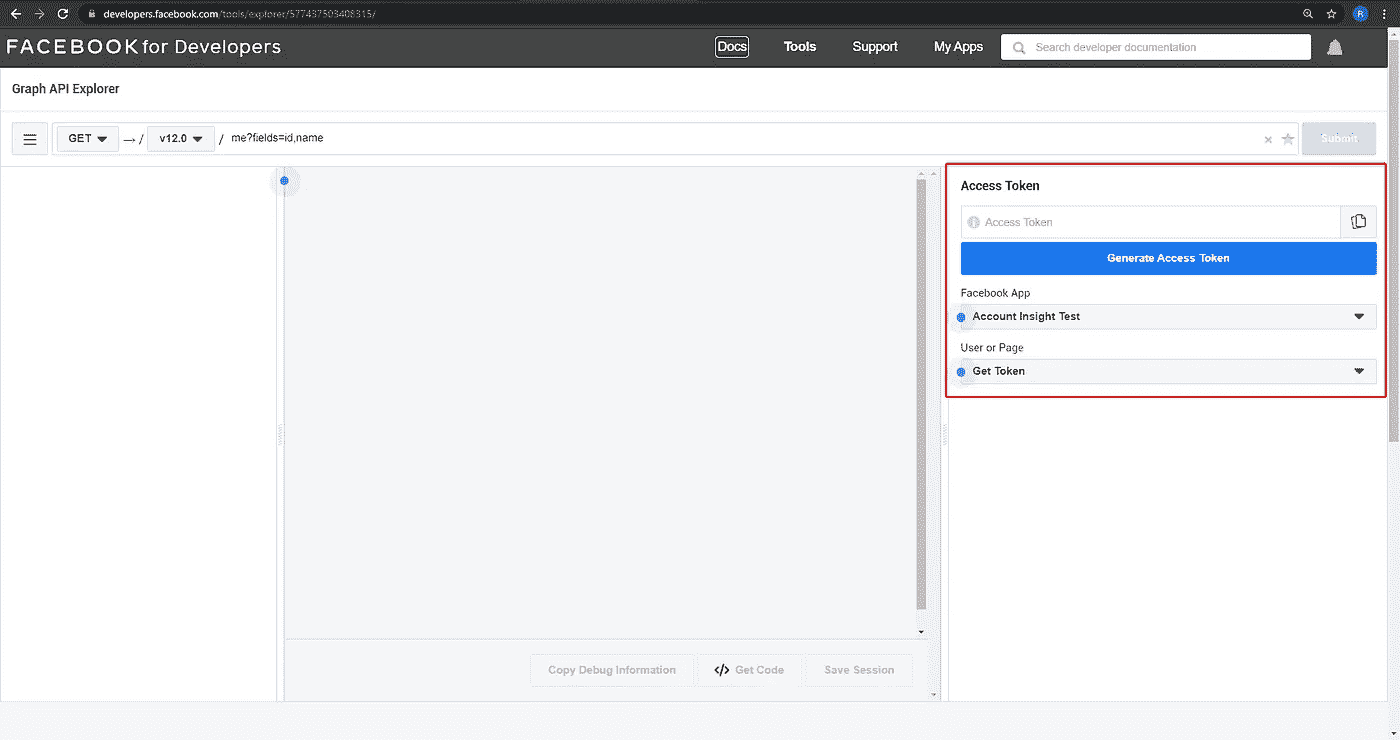 developers.facebook.com/tools/explorer/577437503408315/
R
FACEBOOK for Developers
Docs
Tools
Support
My Apps
Search developer documentation
Graph API Explorer
GET
→ /
v12.0
/
me?fields=id,name
×
Submit
Access Token
Access Token
Generate Access Token
Facebook App
Account Insight Test
User or Page
Get Token
Copy Debug Information
</> Get Code
Save Session